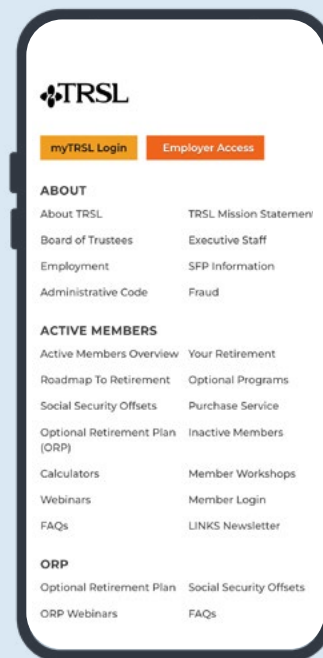 TRSL
myTRSL Login Employer Access
ABOUT
About TRSL TRSL Mission Statement
Board of Trustees Executive Staff
Employment SFP Information
Administrative Code Fraud
ACTIVE MEMBERS
Active Members Overview Your Retirement
Roadmap To Retirement Optional Programs
Social Security Offsets Purchase Service
Optional Retirement Plan Inactive Members
(ORP)
Calculators Member Workshops
Webinars Member Login
FAQs LINKS Newsletter
ORP
Optional Retirement Plan Social Security Offsets
ORP Webinars FAQs